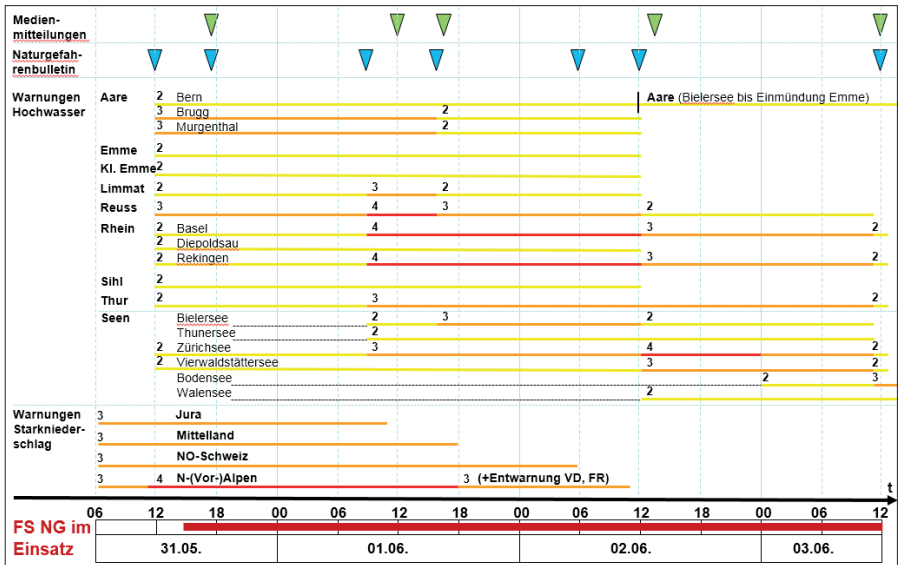 Medien-
mitteilungen
Naturgefah-
renbulletin
Warnungen Aare 2 Bern Aare (Bielersee bis Einmündung Emme)
Hochwasser 3 Brugg 2
3 Murgenthal 2
Emme 2
Kl. Emme 2
Limmat 2 3 2
Reuss 3 4 3 2
Rhein 2 Basel 4 3 2
2 Diepoldsau
2 Rekingen 4 3 2
Sihl 2
Thur 2 3 2
Seen Bielersee 2 3 2
Thunersee 2
2 Zürichsee 3 4 2
2 Vierwaldstättersee 3 2
Bodensee 2 3
Walensee 2
Warnungen 3 Jura
Starknieder-
schlag 3 Mittelland
3 NO-Schweiz
3 4 N-(Vor-)Alpen 3 (+Entwarnung VD, FR)
t
06 12 18 00 06 12 18 00 06 12 18 00 06 12
FS NG im
Einsatz 31.05. 01.06. 02.06. 03.06.